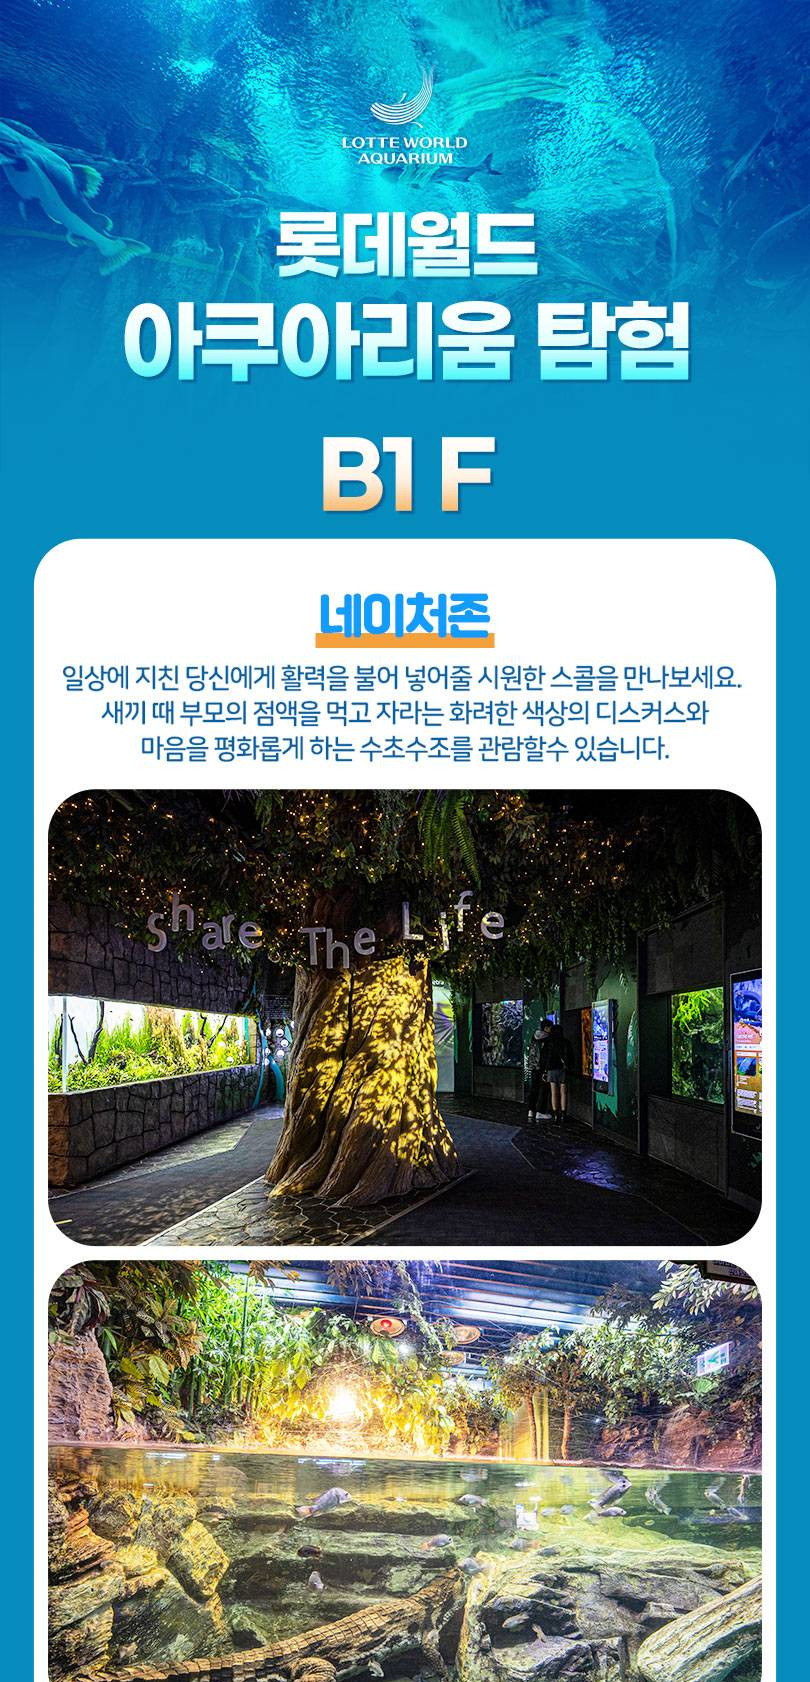 LOTTE WORLD
AQUARIUM
롯데월드
아쿠아리움 탐험
B1 F
네이처존
일상에 지친 당신에게 활력을 불어 넣어줄 시원한 스콜을 만나보세요.
새끼 때 부모의 점액을 먹고 자라는 화려한 색상의 디스커스와
마음을 평화롭게 하는 수초수조를 관람할수 있습니다.
Share The Life